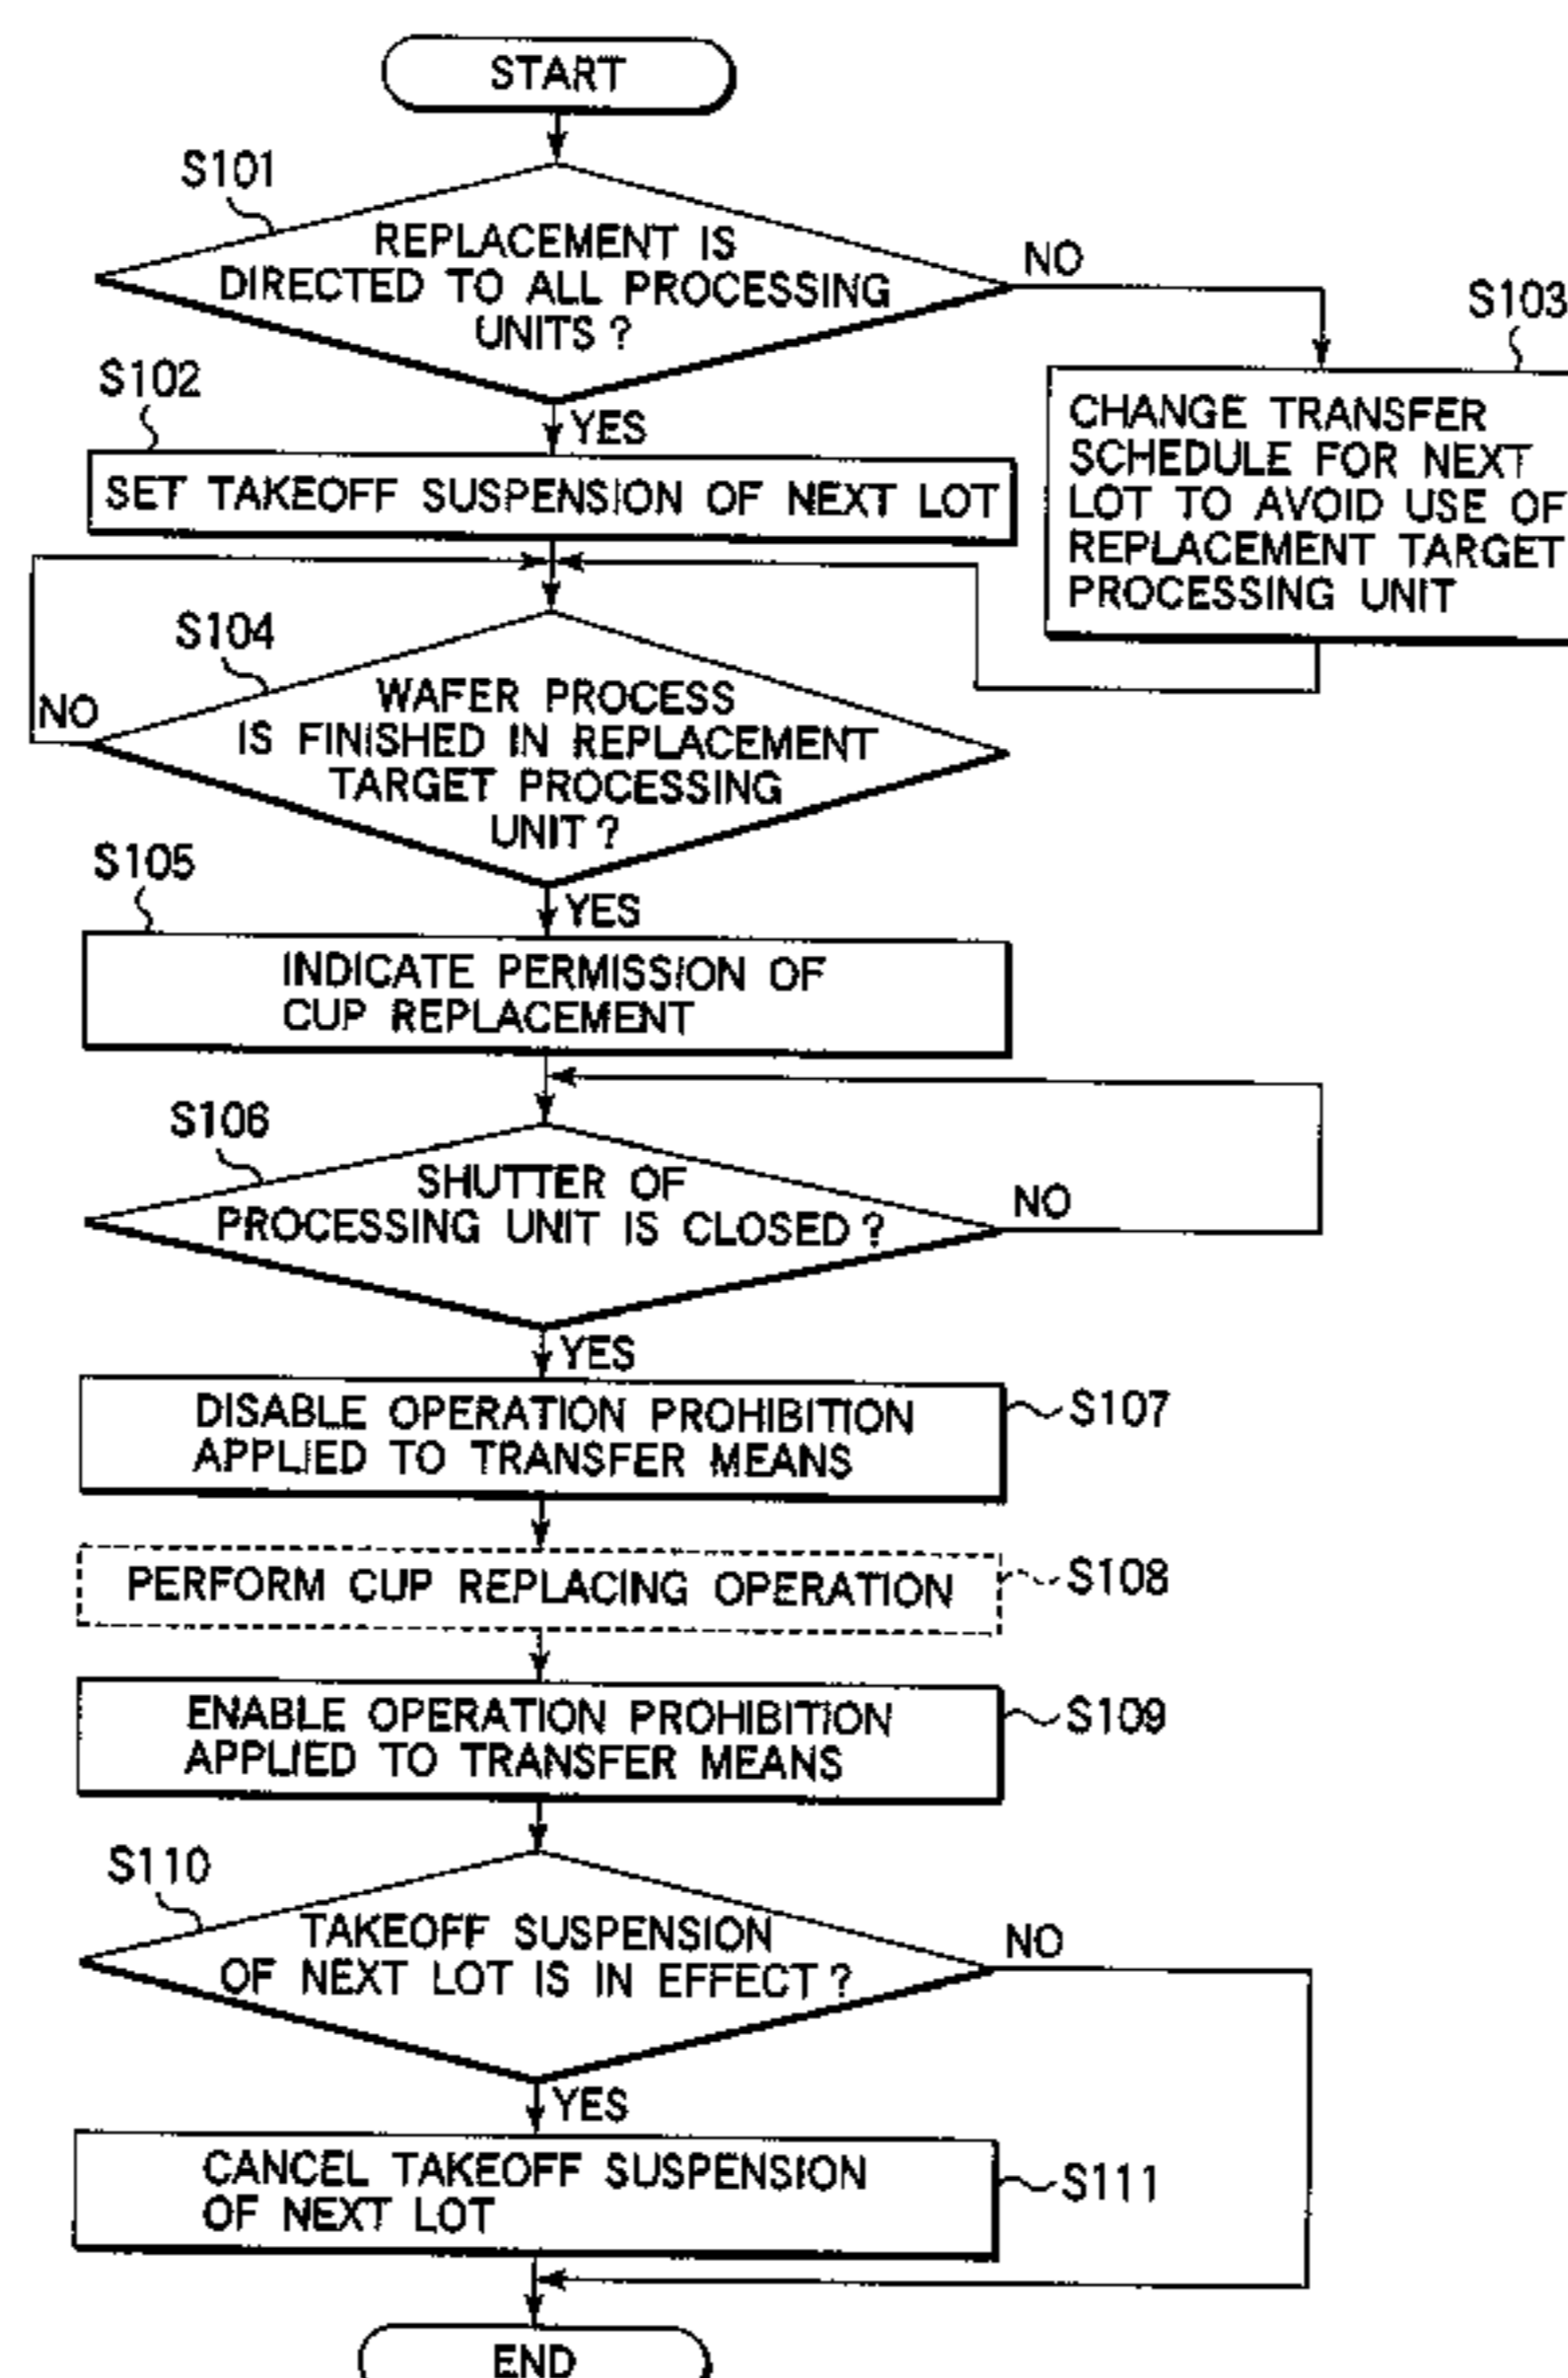 START
S101
REPLACEMENT IS
DIRECTED TO ALL PROCESSING
UNITS?
NO
S103
S102
YES
CHANGE TRANSFER
SCHEDULE FOR NEXT
LOT TO AVOID USE OF
REPLACEMENT TARGET
PROCESSING UNIT
SET TAKEOFF SUSPENSION OF NEXT LOT
S104
NO
WAFER PROCESS
IS FINISHED IN REPLACEMENT
TARGET PROCESSING
UNIT?
S105
YES
INDICATE PERMISSION OF
CUP REPLACEMENT
S106
SHUTTER OF
PROCESSING UNIT IS CLOSED?
NO
YES
DISABLE OPERATION PROHIBITION
APPLIED TO TRANSFER MEANS
S107
PERFORM CUP REPLACING OPERATION
S108
ENABLE OPERATION PROHIBITION
APPLIED TO TRANSFER MEANS
S109
S110
TAKEOFF SUSPENSION
OF NEXT LOT IS IN EFFECT?
NO
YES
CANCEL TAKEOFF SUSPENSION
OF NEXT LOT
S111
END